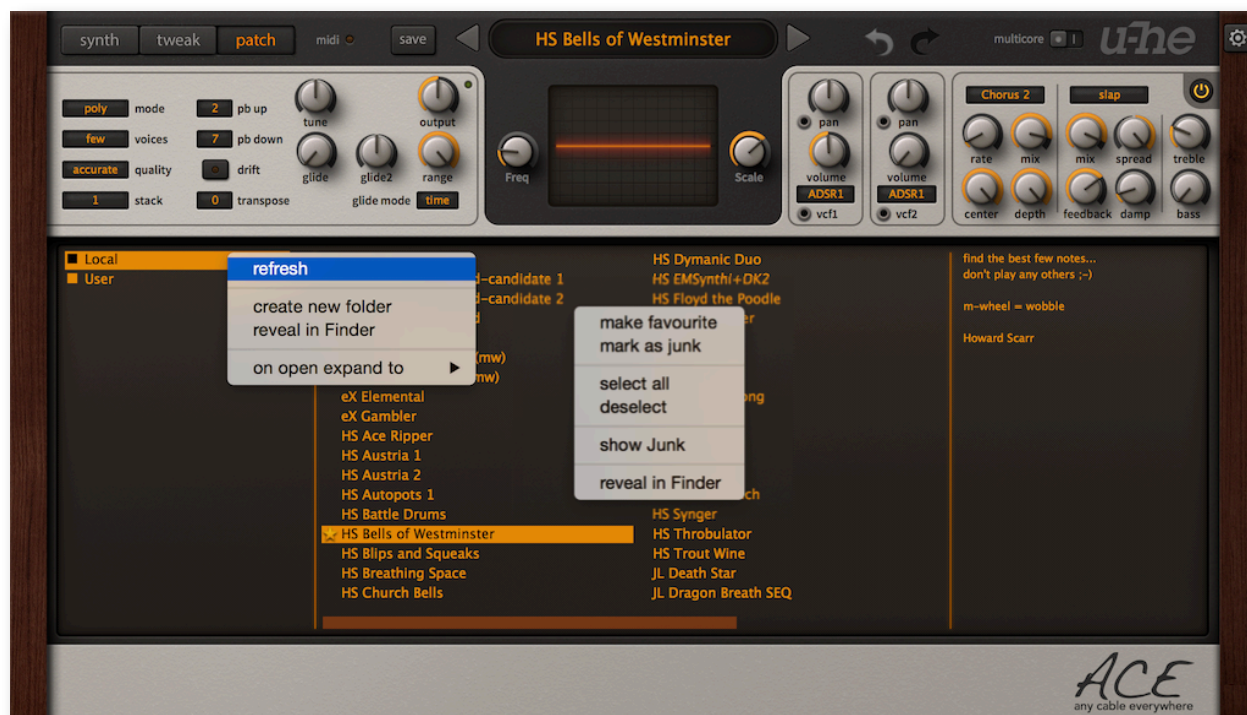 synth tweak patch midi save HS Bells of Westminster multicore u-he
poly mode 2 pb up
few voices 7 pb down
accurate quality drift
1 stack 0 transpose
tune output
glide glide2 range
glide mode time
Freq Scale
pan pan
volume volume
ADSR1 ADSR1
vcf1 vcf2
Chorus 2 slap
rate mix mix spread treble
center depth feedback damp bass
Local
User
refresh
create new folder
reveal in Finder
on open expand to
d-candidate 1
d-candidate 2
(mw)
mw)
eX Elemental
eX Gambler
HS Ace Ripper
HS Austria 1
HS Austria 2
HS Autopots 1
HS Battle Drums
HS Bells of Westminster
HS Blips and Squeaks
HS Breathing Space
HS Church Bells
HS Dymanic Duo
HS EMSynthi+DK2
HS Floyd the Poodle
make favourite
mark as junk
select all
deselect
show Junk
reveal in Finder
HS Synger
HS Throbulator
HS Trout Wine
JL Death Star
JL Dragon Breath SEQ
find the best few notes...
don't play any others ;-)
m-wheel = wobble
Howard Scarr
ACE
any cable everywhere